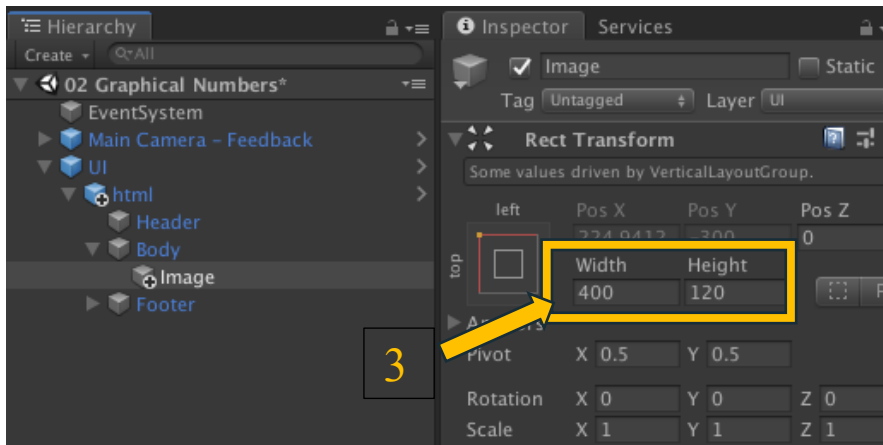 Hierarchy
Create
All
02 Graphical Numbers*
EventSystem
Main Camera – Feedback
UI
html
Header
Body
Image
Footer
3
Inspector Services
Image Static
Tag Untagged Layer UI
Rect Transform
Some values driven by VerticalLayoutGroup.
left Pos X Pos Y Pos Z
224.9412 -300 0
top
Width Height
400 120
Pivot X 0.5 Y 0.5
Rotation X 0 Y 0 Z 0
Scale X 1 Y 1 Z 1